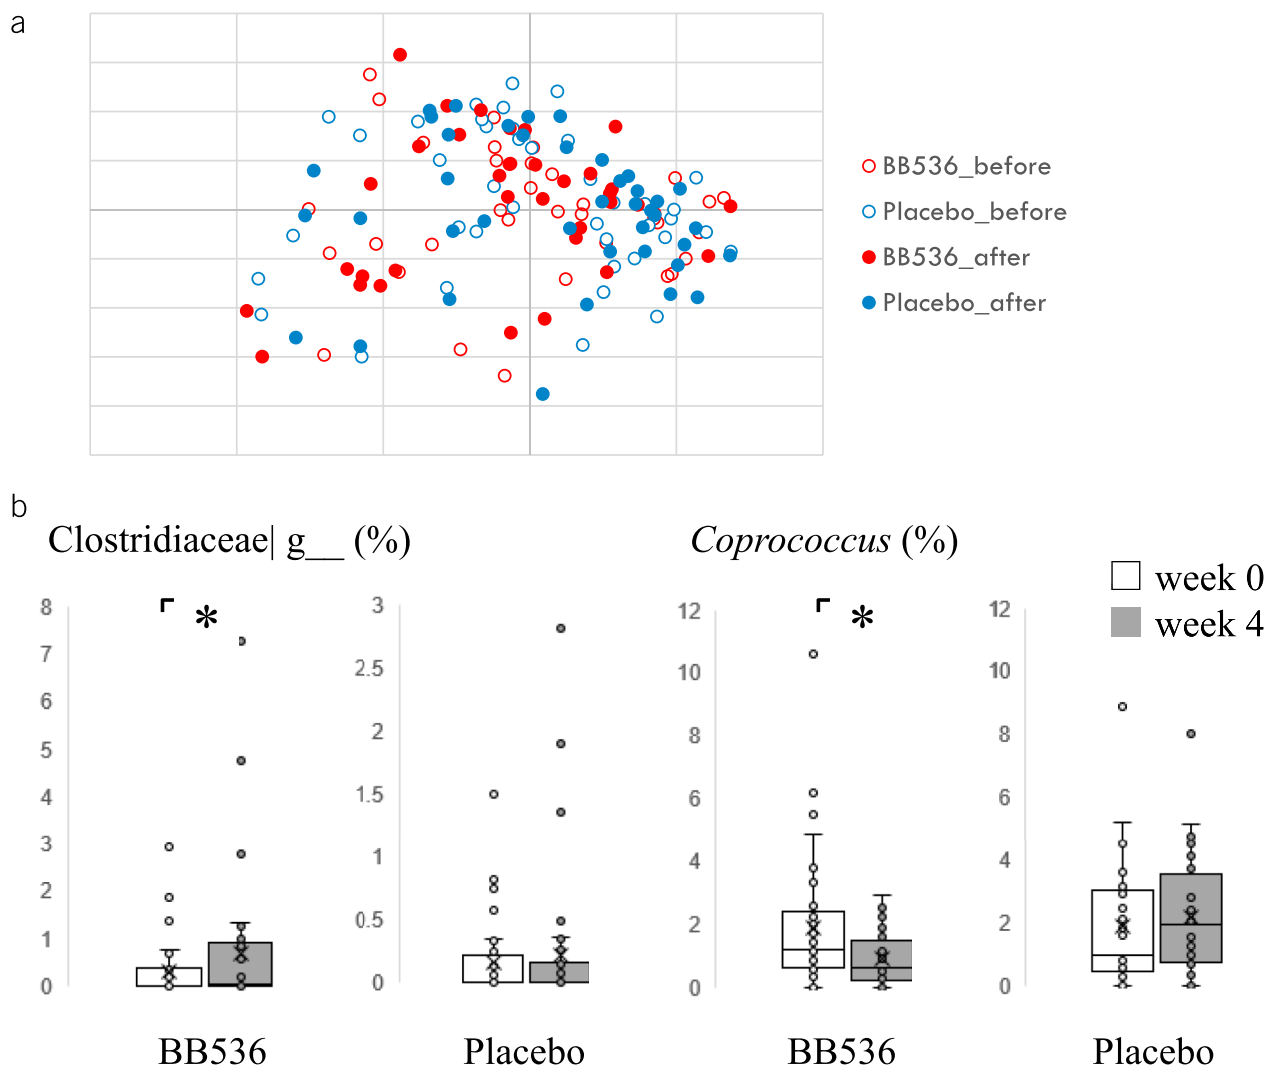 a
BB536_before
Placebo_before
BB536_after
Placebo_after
b
Clostridiaceae| g__ (%)
Coprococcus (%)
week 0
week 4
8
7
6
5
4
3
2
1
0
*
BB536
3
2.5
2
1.5
1
0.5
0
Placebo
12
10
8
6
4
2
0
*
BB536
12
10
8
6
4
2
0
Placebo